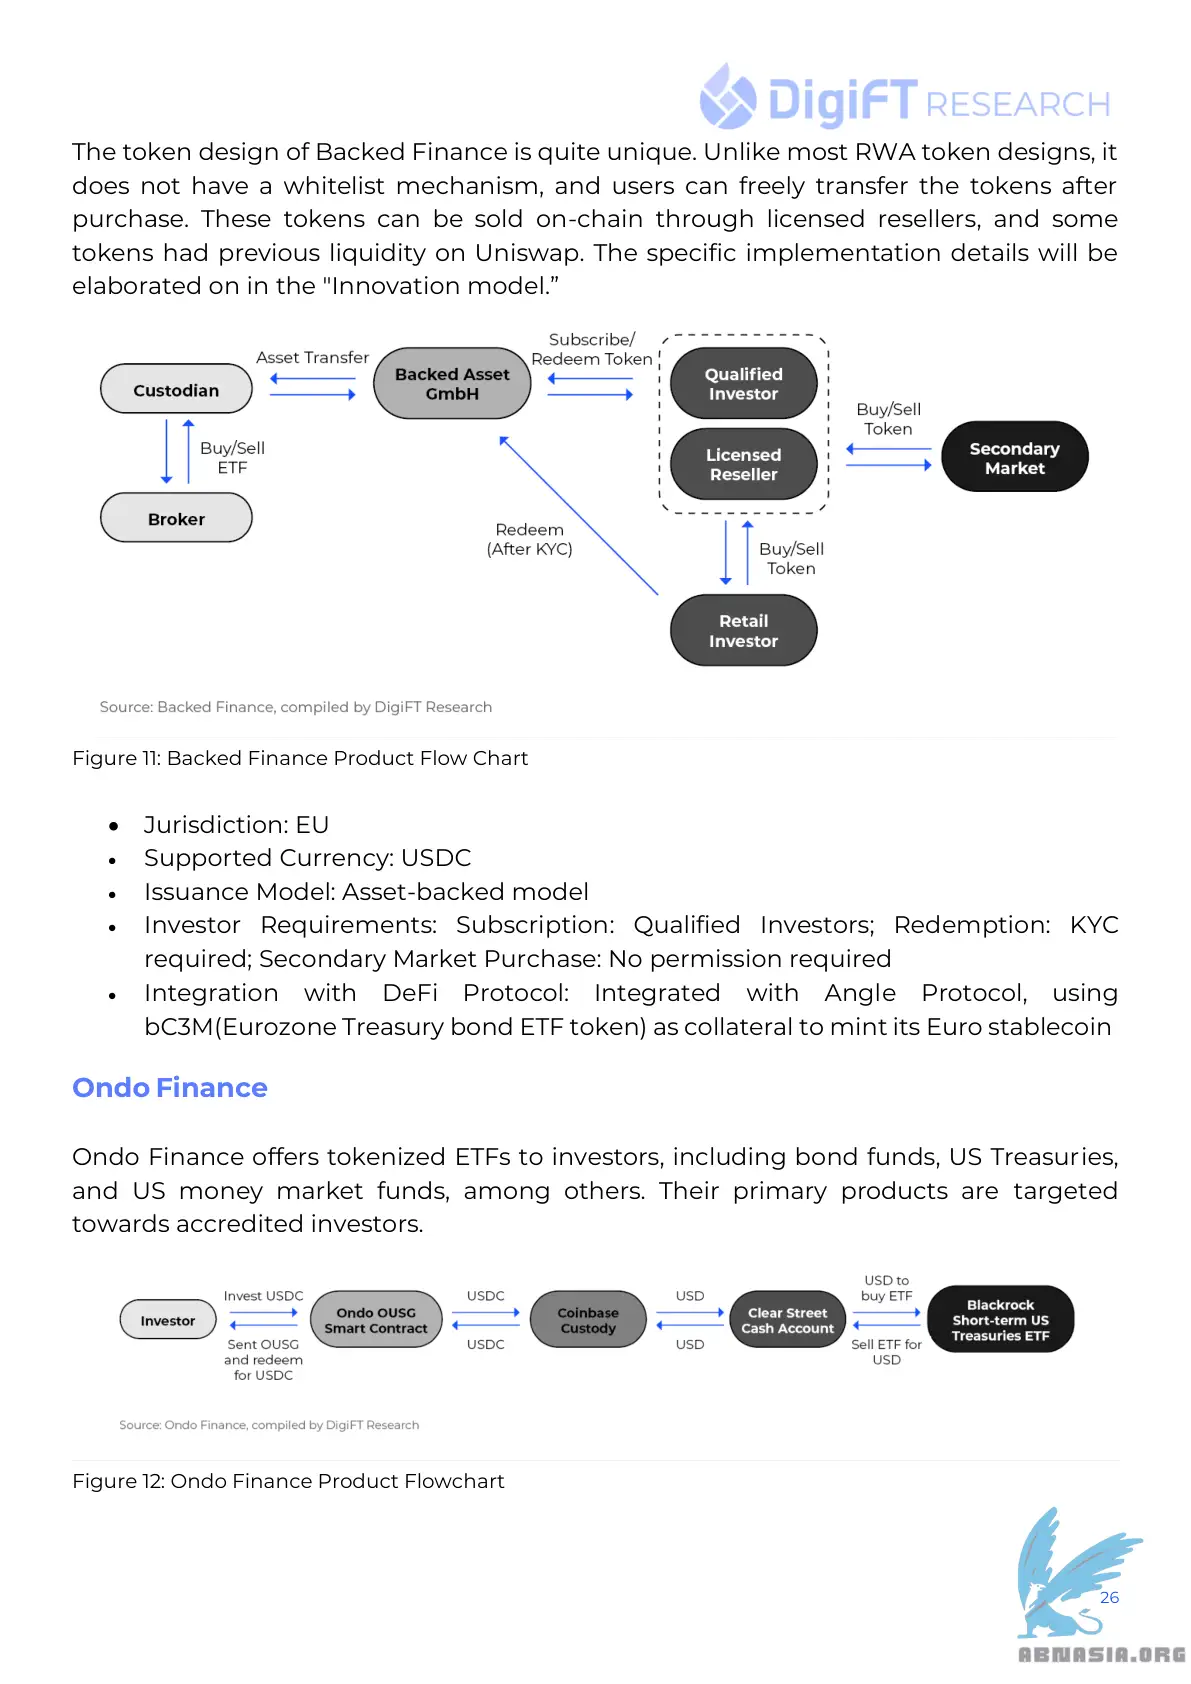 DigiFT RESEARCH
The token design of Backed Finance is quite unique. Unlike most RWA token designs, it
does not have a whitelist mechanism, and users can freely transfer the tokens after
purchase. These tokens can be sold on-chain through licensed resellers, and some
tokens had previous liquidity on Uniswap. The specific implementation details will be
elaborated on in the "Innovation model.”
Custodian
Asset Transfer
Backed Asset
GmbH
Subscribe/
Redeem Token
Qualified
Investor
Buy/Sell
ETF
Licensed
Reseller
Buy/Sell
Token
Secondary
Market
Broker
Redeem
(After KYC)
Buy/Sell
Token
Retail
Investor
Source: Backed Finance, compiled by DigiFT Research
Figure 11: Backed Finance Product Flow Chart
• Jurisdiction: EU
• Supported Currency: USDC
• Issuance Model: Asset-backed model
• Investor Requirements: Subscription: Qualified Investors; Redemption: KYC
required; Secondary Market Purchase: No permission required
• Integration with DeFi Protocol: Integrated with Angle Protocol, using
bC3M(Eurozone Treasury bond ETF token) as collateral to mint its Euro stablecoin
Ondo Finance
Ondo Finance offers tokenized ETFs to investors, including bond funds, US Treasuries,
and US money market funds, among others. Their primary products are targeted
towards accredited investors.
Investor
Invest USDC
Sent OUSG
and redeem
for USDC
Ondo OUSG
Smart Contract
USDC
USDC
Coinbase
Custody
USD
USD
Clear Street
Cash Account
USD to
buy ETF
Sell ETF for
USD
Blackrock
Short-term US
Treasuries ETF
Source: Ondo Finance, compiled by DigiFT Research
Figure 12: Ondo Finance Product Flowchart
26
ABNASIA.ORG